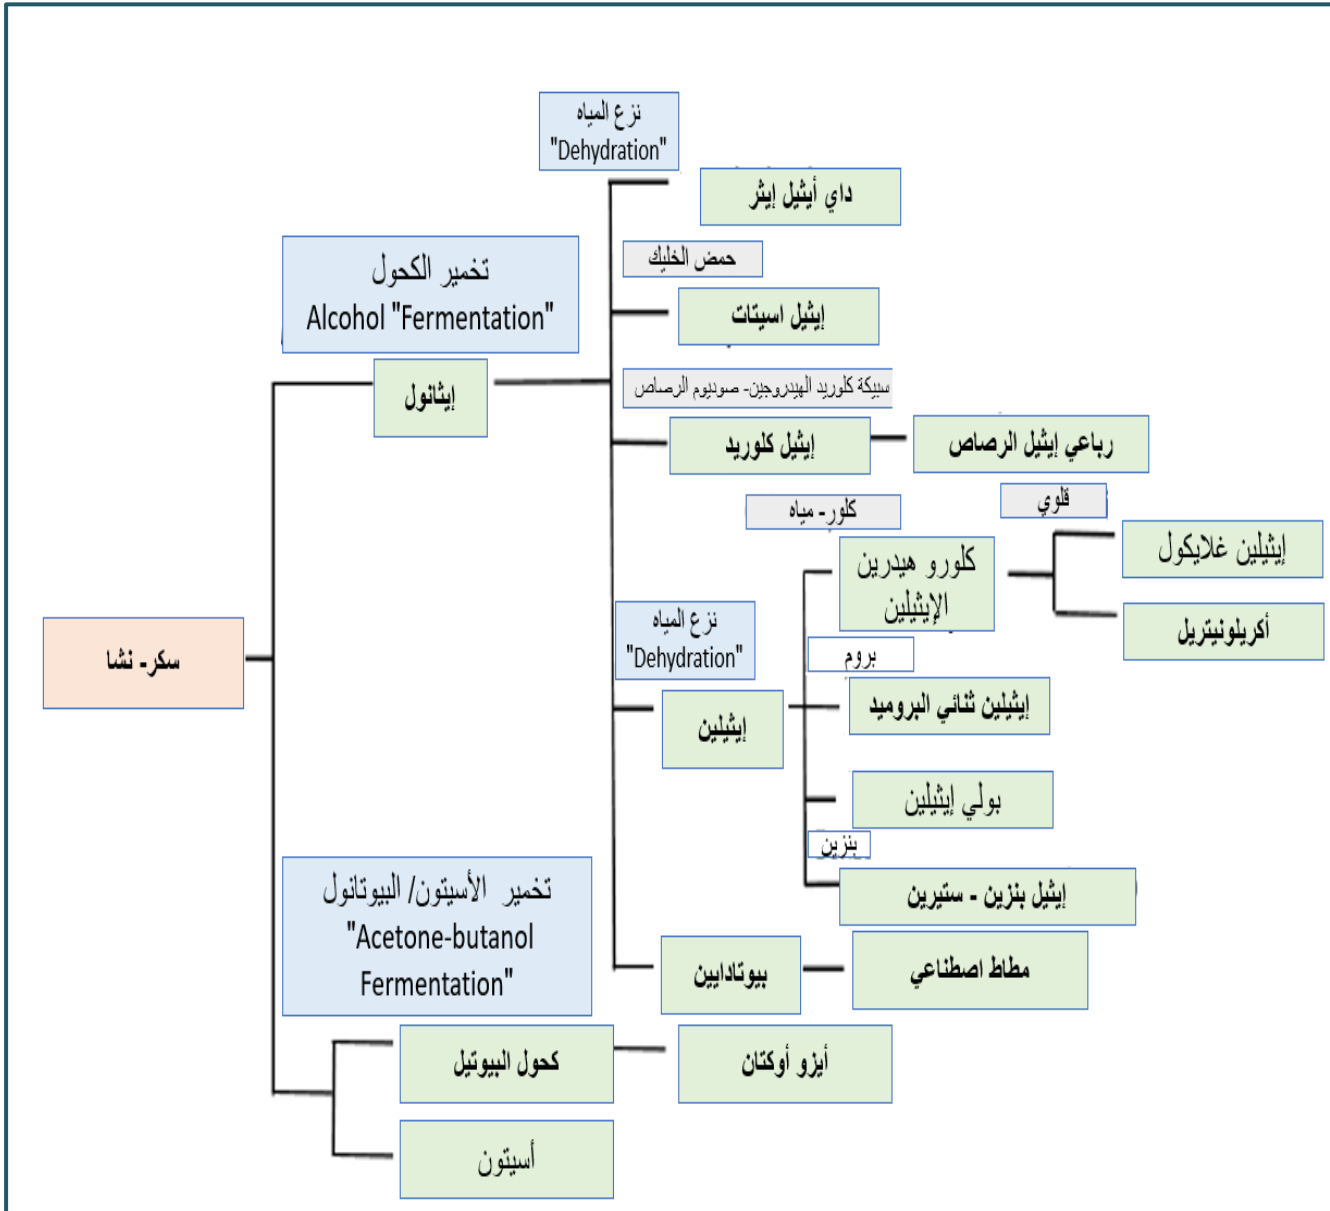 نزع المياه
"Dehydration"
داي أيثيل إيثر
تخمير الكحول
Alcohol "Fermentation"
حمض الخليك
إيثيل اسيتات
إيثانول
سبيكة كلوريد الهيدروجين- صوديوم الرصاص
إيثيل كلوريد
رباعي إيثيل الرصاص
كلور- مياه
قلوي
كلورو هيدرين
الإيثيلين
إيثيلين غلايكول
أكريلونيتريل
نزع المياه
"Dehydration"
بروم
سكر- نشا
إيثيلين
إيثيلين ثنائي البروميد
بولي إيثيلين
بنزين
إيثيل بنزين - ستيرين
تخمير الأسيتون/ البيوتانول
"Acetone-butanol
Fermentation"
بيوتادايين
مطاط اصطناعي
كحول البيوتيل
أيزو أوكتان
أسيتون